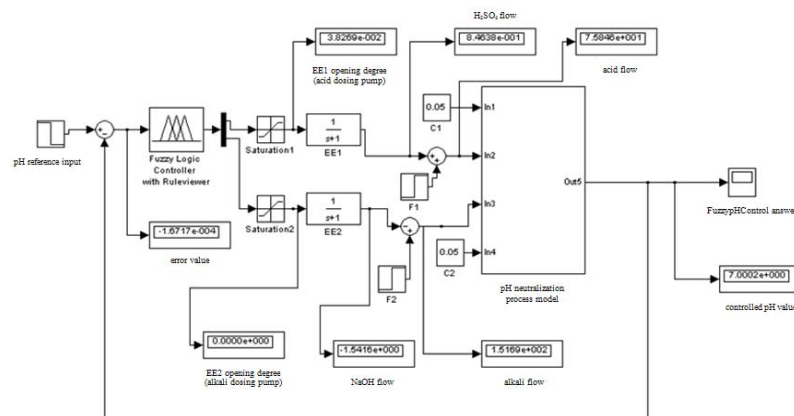 H₂SO₄ flow
3.8269e-002
8.4638e-001
7.5846e+001
EE1 opening degree
(acid dosing pump)
acid flow
0.05
C1
In1
pH reference input
Fuzzy Logic
Controller
with Ruleviewer
Saturation1
1
s+1
EE1
In2
F1
Out5
FuzzypHControl answer
Saturation2
1
s+1
EE2
In3
-1.6717e-004
error value
0.05
C2
In4
F2
pH neutralization
process model
7.0002e+000
controlled pH value
0.0000e+000
EE2 opening degree
(alkali dosing pump)
-1.5416e+000
NaOH flow
1.5169e+002
alkali flow